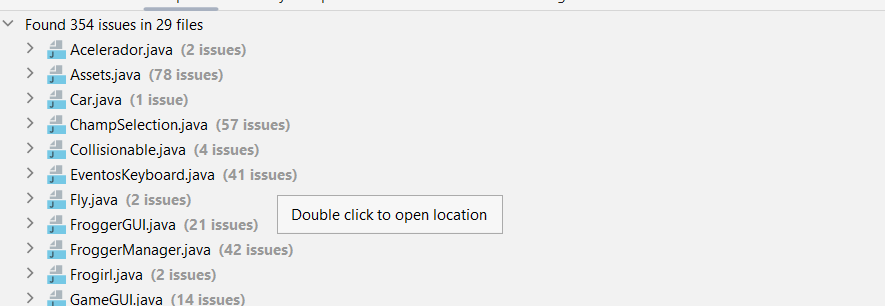 Found 354 issues in 29 files
Acelerador.java (2 issues)
Assets.java (78 issues)
Car.java (1 issue)
ChampSelection.java (57 issues)
Collisionable.java (4 issues)
EventosKeyboard.java (41 issues)
Fly.java (2 issues)
Double click to open location
FroggerGUI.java (21 issues)
FroggerManager.java (42 issues)
Frogirl.java (2 issues)
GameGUI.java (14 issues)